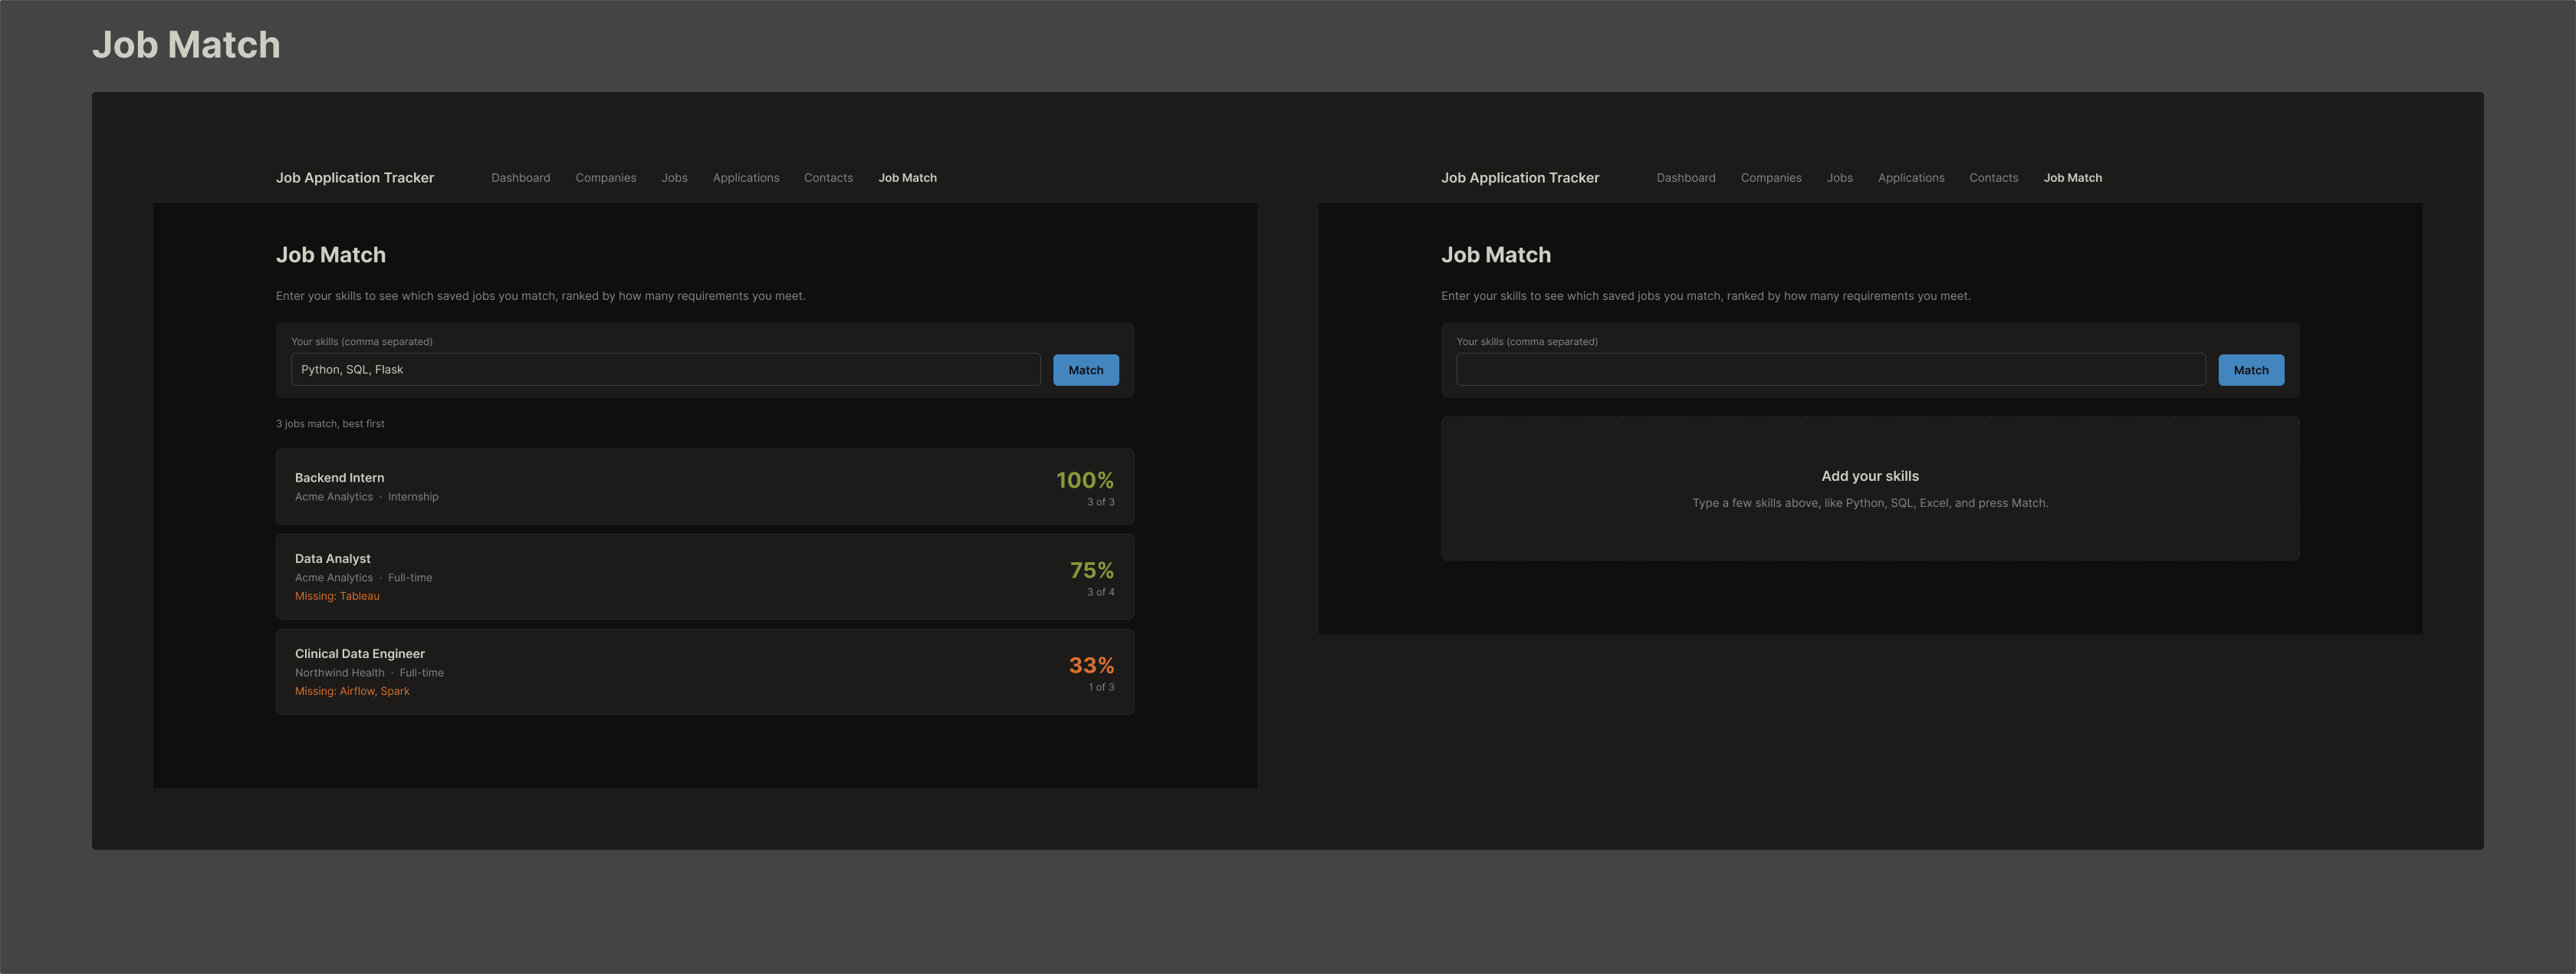 Job Match
Job Application Tracker Dashboard Companies Jobs Applications Contacts Job Match
Job Match
Enter your skills to see which saved jobs you match, ranked by how many requirements you meet.
Your skills (comma separated)
Python, SQL, Flask
Match
3 jobs match, best first
Backend Intern
Acme Analytics · Internship
100%
3 of 3
Data Analyst
Acme Analytics · Full-time
Missing: Tableau
75%
3 of 4
Clinical Data Engineer
Northwind Health · Full-time
Missing: Airflow, Spark
33%
1 of 3
Job Application Tracker Dashboard Companies Jobs Applications Contacts Job Match
Job Match
Enter your skills to see which saved jobs you match, ranked by how many requirements you meet.
Your skills (comma separated)
Match
Add your skills
Type a few skills above, like Python, SQL, Excel, and press Match.